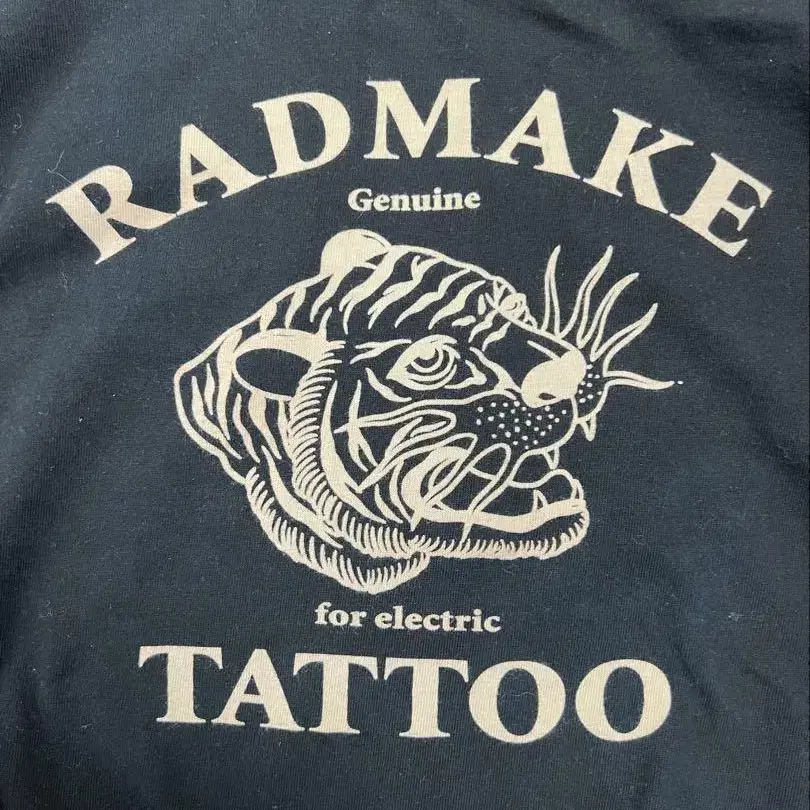 RADMAKE
Genuine
for electric
TATTOO